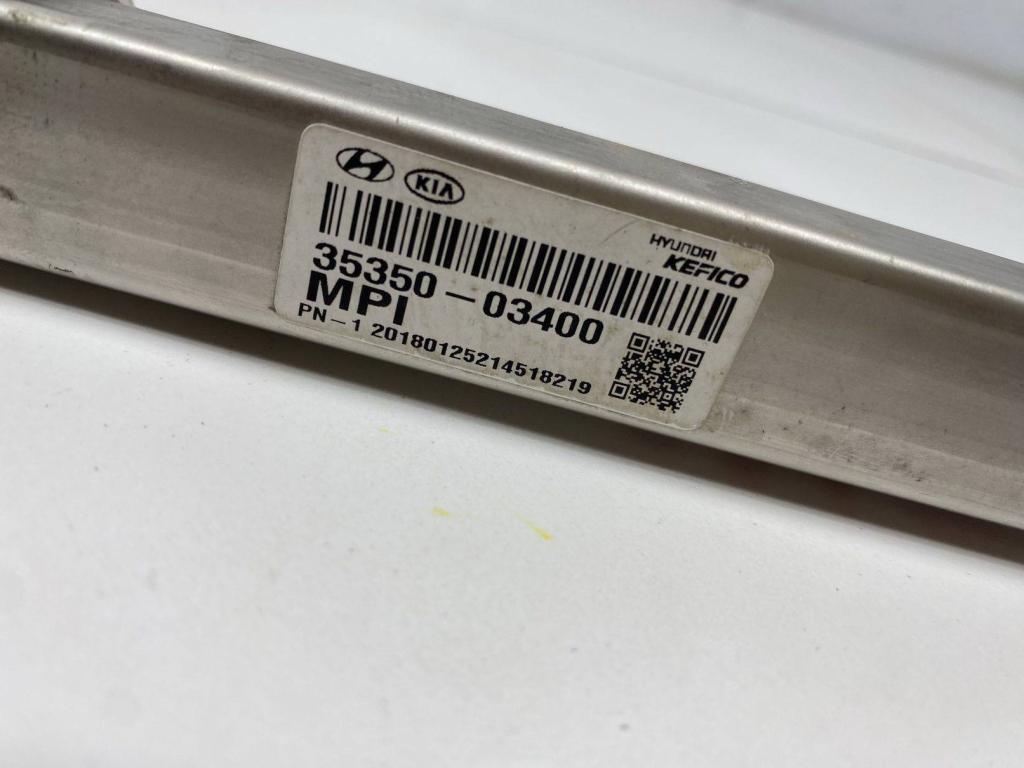 KIA
HYUNDAI
KEFICO
35350-03400
MPI
PN-1 20180125214518219